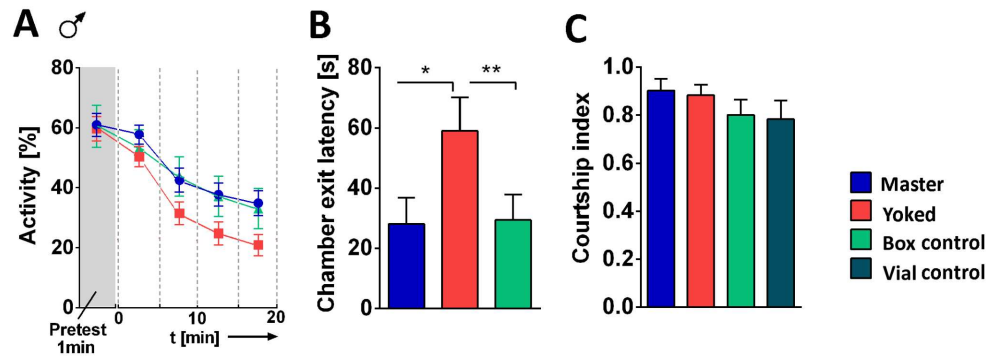 A ♂
Activity [%]
80
60
40
20
0
Pretest
1min
0
10
20
t [min]
B
Chamber exit latency [s]
80
60
40
20
0
*
**
C
Courtship index
1.0
0.8
0.6
0.4
0.2
0.0
Master
Yoked
Box control
Vial control